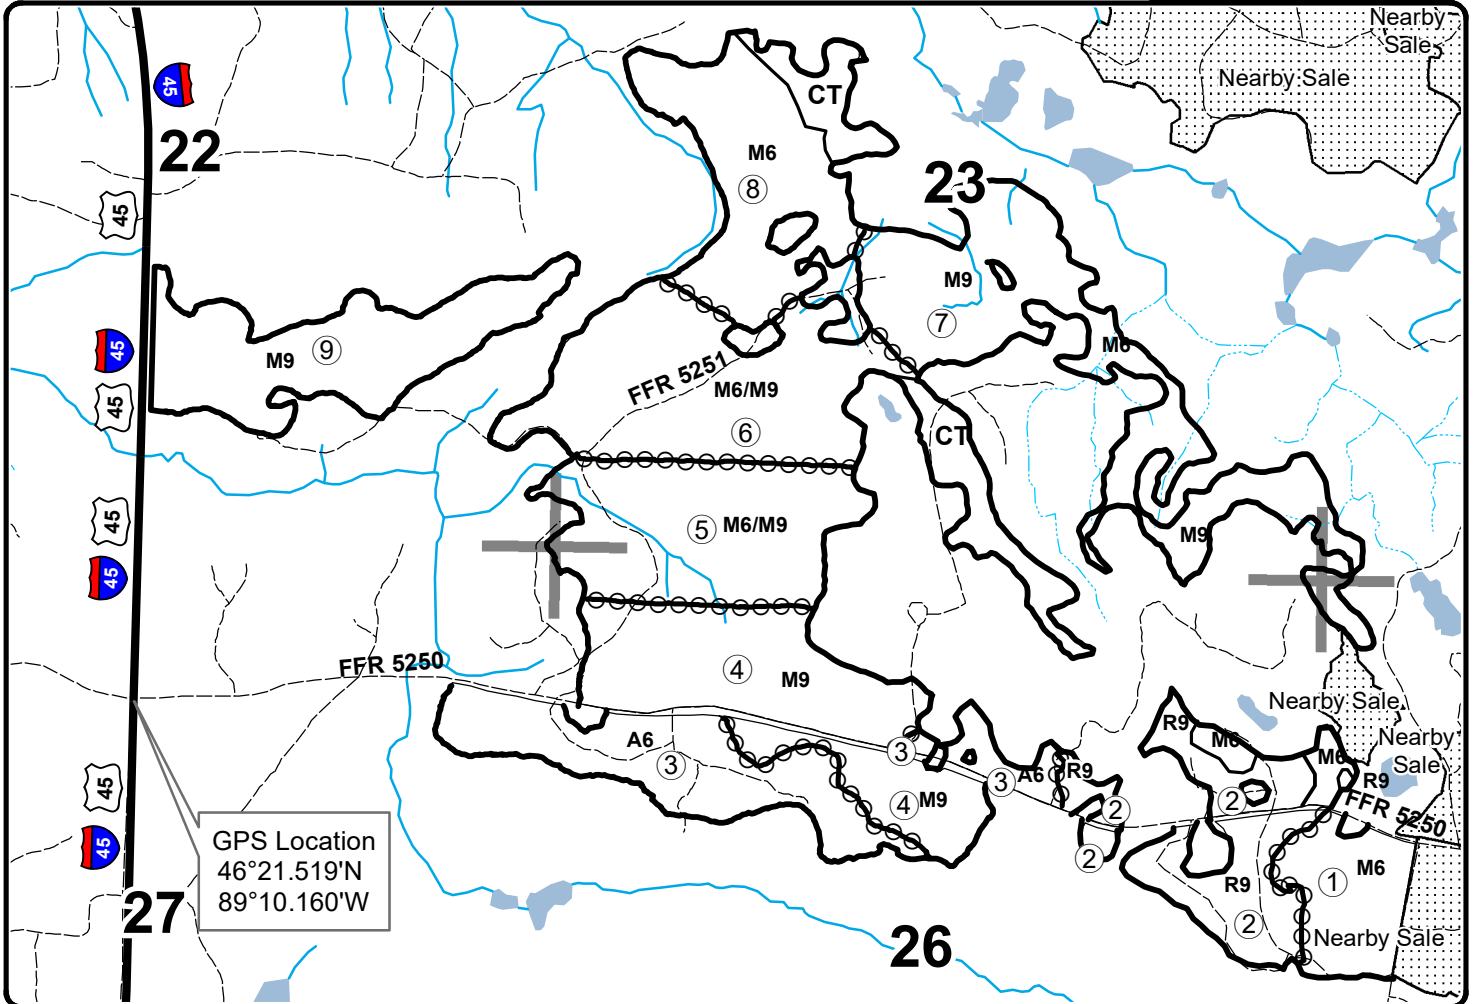 Nearby
Sale
Nearby Sale
45
CT
22
M6
8
23
45
M9
7
45
M9
9
M6
FFR 5251
M6/M9
45
6
CT
45
5
M6/M9
M9
45
FFR 5250
4
M9
Nearby Sale
R9
M6
Nearby
Sale
A6
3
3
M6
R9
3
A6
R9
45
4
M9
2
2
FFR 5250
45
GPS Location
46°21.519'N
89°10.160'W
2
M6
1
R9
27
2
26
Nearby Sale